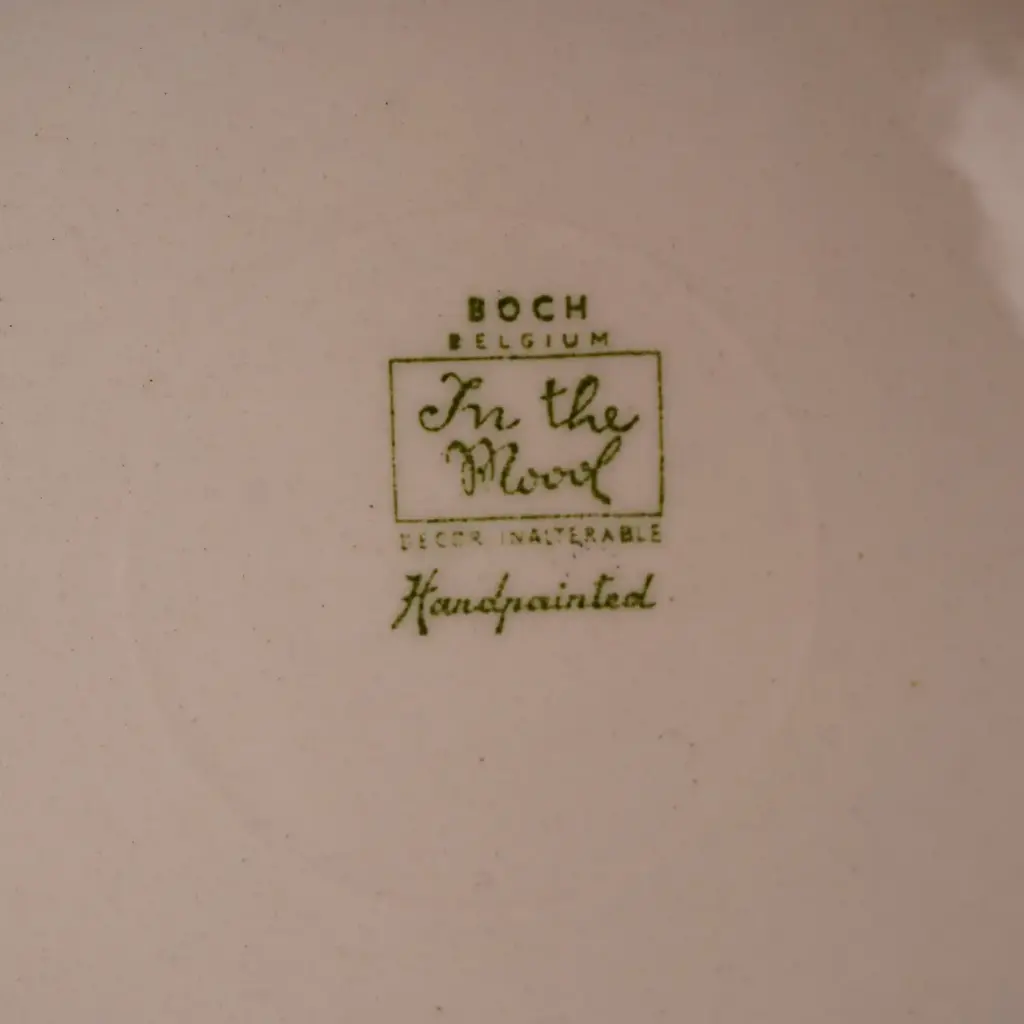 BOCH
BELGIUM
In the
Mood
DECOR INALTERABLE
Handpainted